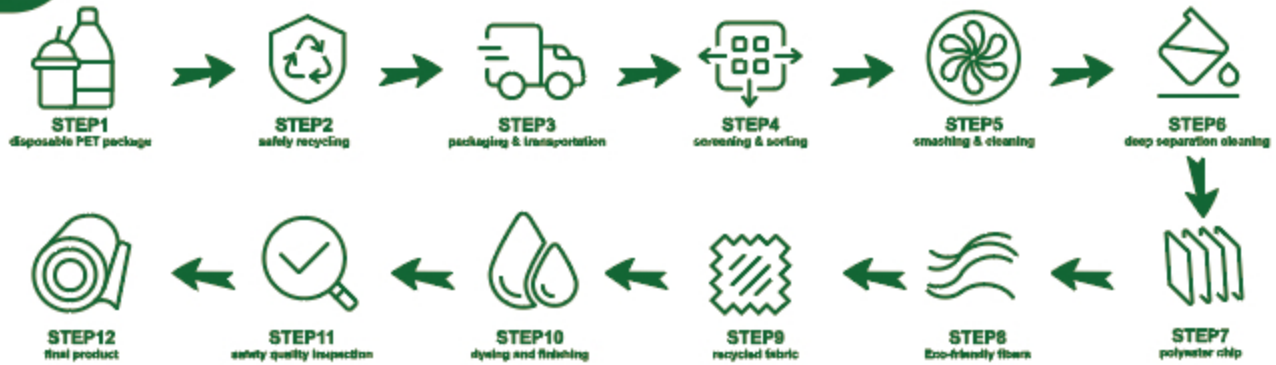 STEP1
disposable PET package
STEP2
safely recycling
STEP3
packaging & transportation
STEP4
screening & sorting
STEP5
smashing & cleaning
STEP6
deep separation cleaning
STEP7
polyester chip
STEP8
Eco-friendly fibers
STEP9
recycled fabric
STEP10
dyeing and finishing
STEP11
safety quality inspection
STEP12
final product